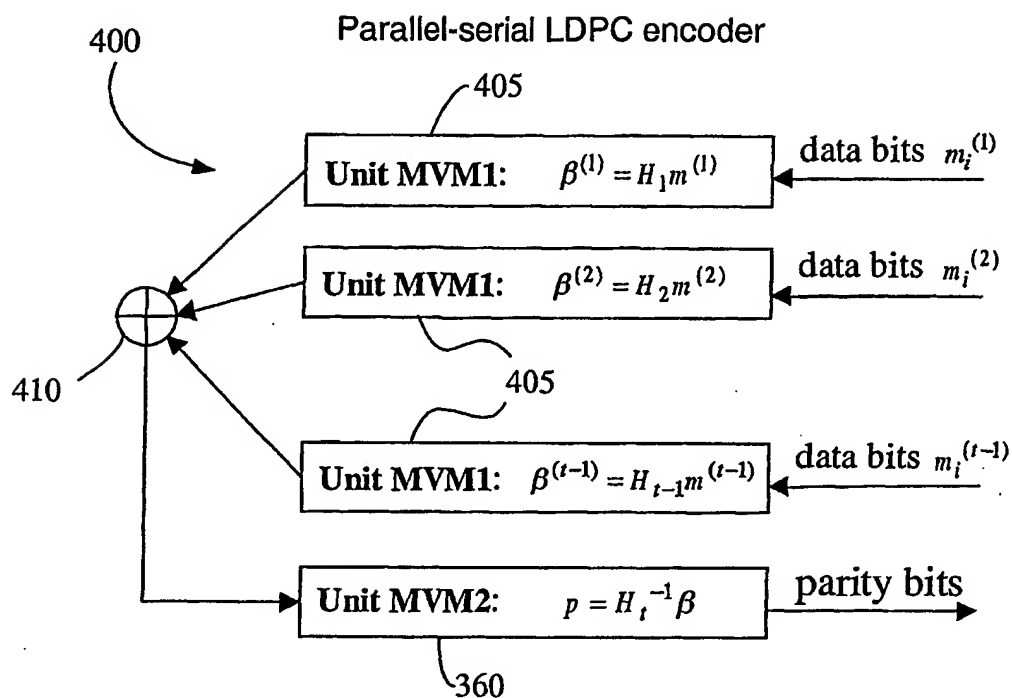 Parallel-serial LDPC encoder
400
405
Unit MVM1: β^(1) = H_1 m^(1)
data bits m_i^(1)
Unit MVM1: β^(2) = H_2 m^(2)
data bits m_i^(2)
410
405
Unit MVM1: β^(t−1) = H_{t−1} m^(t−1)
data bits m_i^(t−1)
Unit MVM2: p = H_t^{−1} β
parity bits
360